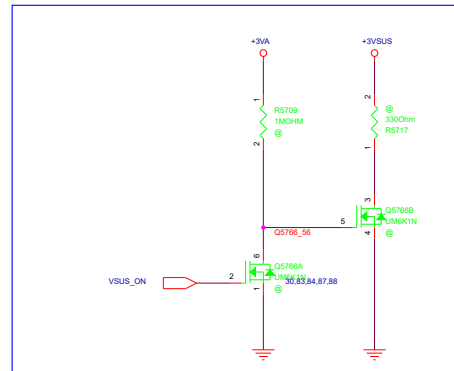 +3VA
+3VSUS
1
R5709
1MOHM
@
2
2
@
330Ohm
R5717
1
3
Q5766B
UM6K1N
@
5
4
Q5766_56
6
Q5766A
UM6K1N
@
30,83,84,87,88
VSUS_ON
2
1